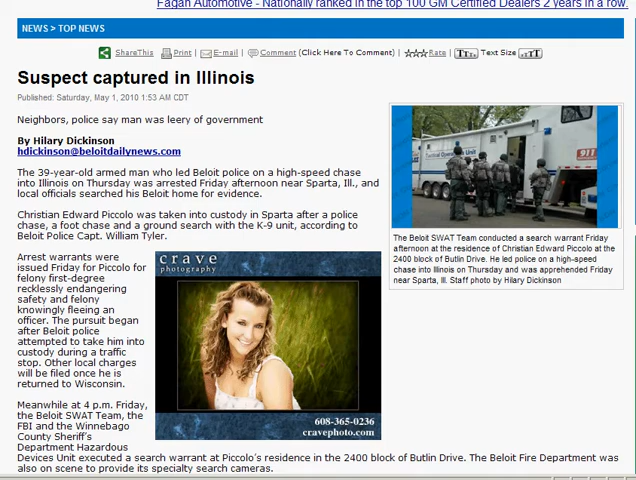 Fagan Automotive - Nationally ranked in the top 100 GM Certified Dealers 2 years in a row.
NEWS > TOP NEWS
ShareThis Print E-mail Comment (Click Here To Comment) Rate Text Size
Suspect captured in Illinois
Published: Saturday, May 1, 2010 1:53 AM CDT
Neighbors, police say man was leery of government
By Hilary Dickinson
hdickinson@beloitdailynews.com
The 39-year-old armed man who led Beloit police on a high-speed chase
into Illinois on Thursday was arrested Friday afternoon near Sparta, Ill., and
local officials searched his Beloit home for evidence.
Christian Edward Piccolo was taken into custody in Sparta after a police
chase, a foot chase and a ground search with the K-9 unit, according to
Beloit Police Capt. William Tyler.
911
The Beloit SWAT Team conducted a search warrant Friday
afternoon at the residence of Christian Edward Piccolo at the
2400 block of Butlin Drive. He led police on a high-speed
chase into Illinois on Thursday and was apprehended Friday
near Sparta, Ill. Staff photo by Hilary Dickinson
Arrest warrants were
issued Friday for Piccolo for
felony first-degree
recklessly endangering
safety and felony
knowingly fleeing an
officer. The pursuit began
after Beloit police
attempted to take him into
custody during a traffic
stop. Other local charges
will be filed once he is
returned to Wisconsin.
crave
photography
608-365-0236
cravephoto.com
Meanwhile at 4 p.m. Friday,
the Beloit SWAT Team, the
FBI and the Winnebago
County Sheriff's
Department Hazardous
Devices Unit executed a search warrant at Piccolo's residence in the 2400 block of Butlin Drive. The Beloit Fire Department was
also on scene to provide its specialty search cameras.